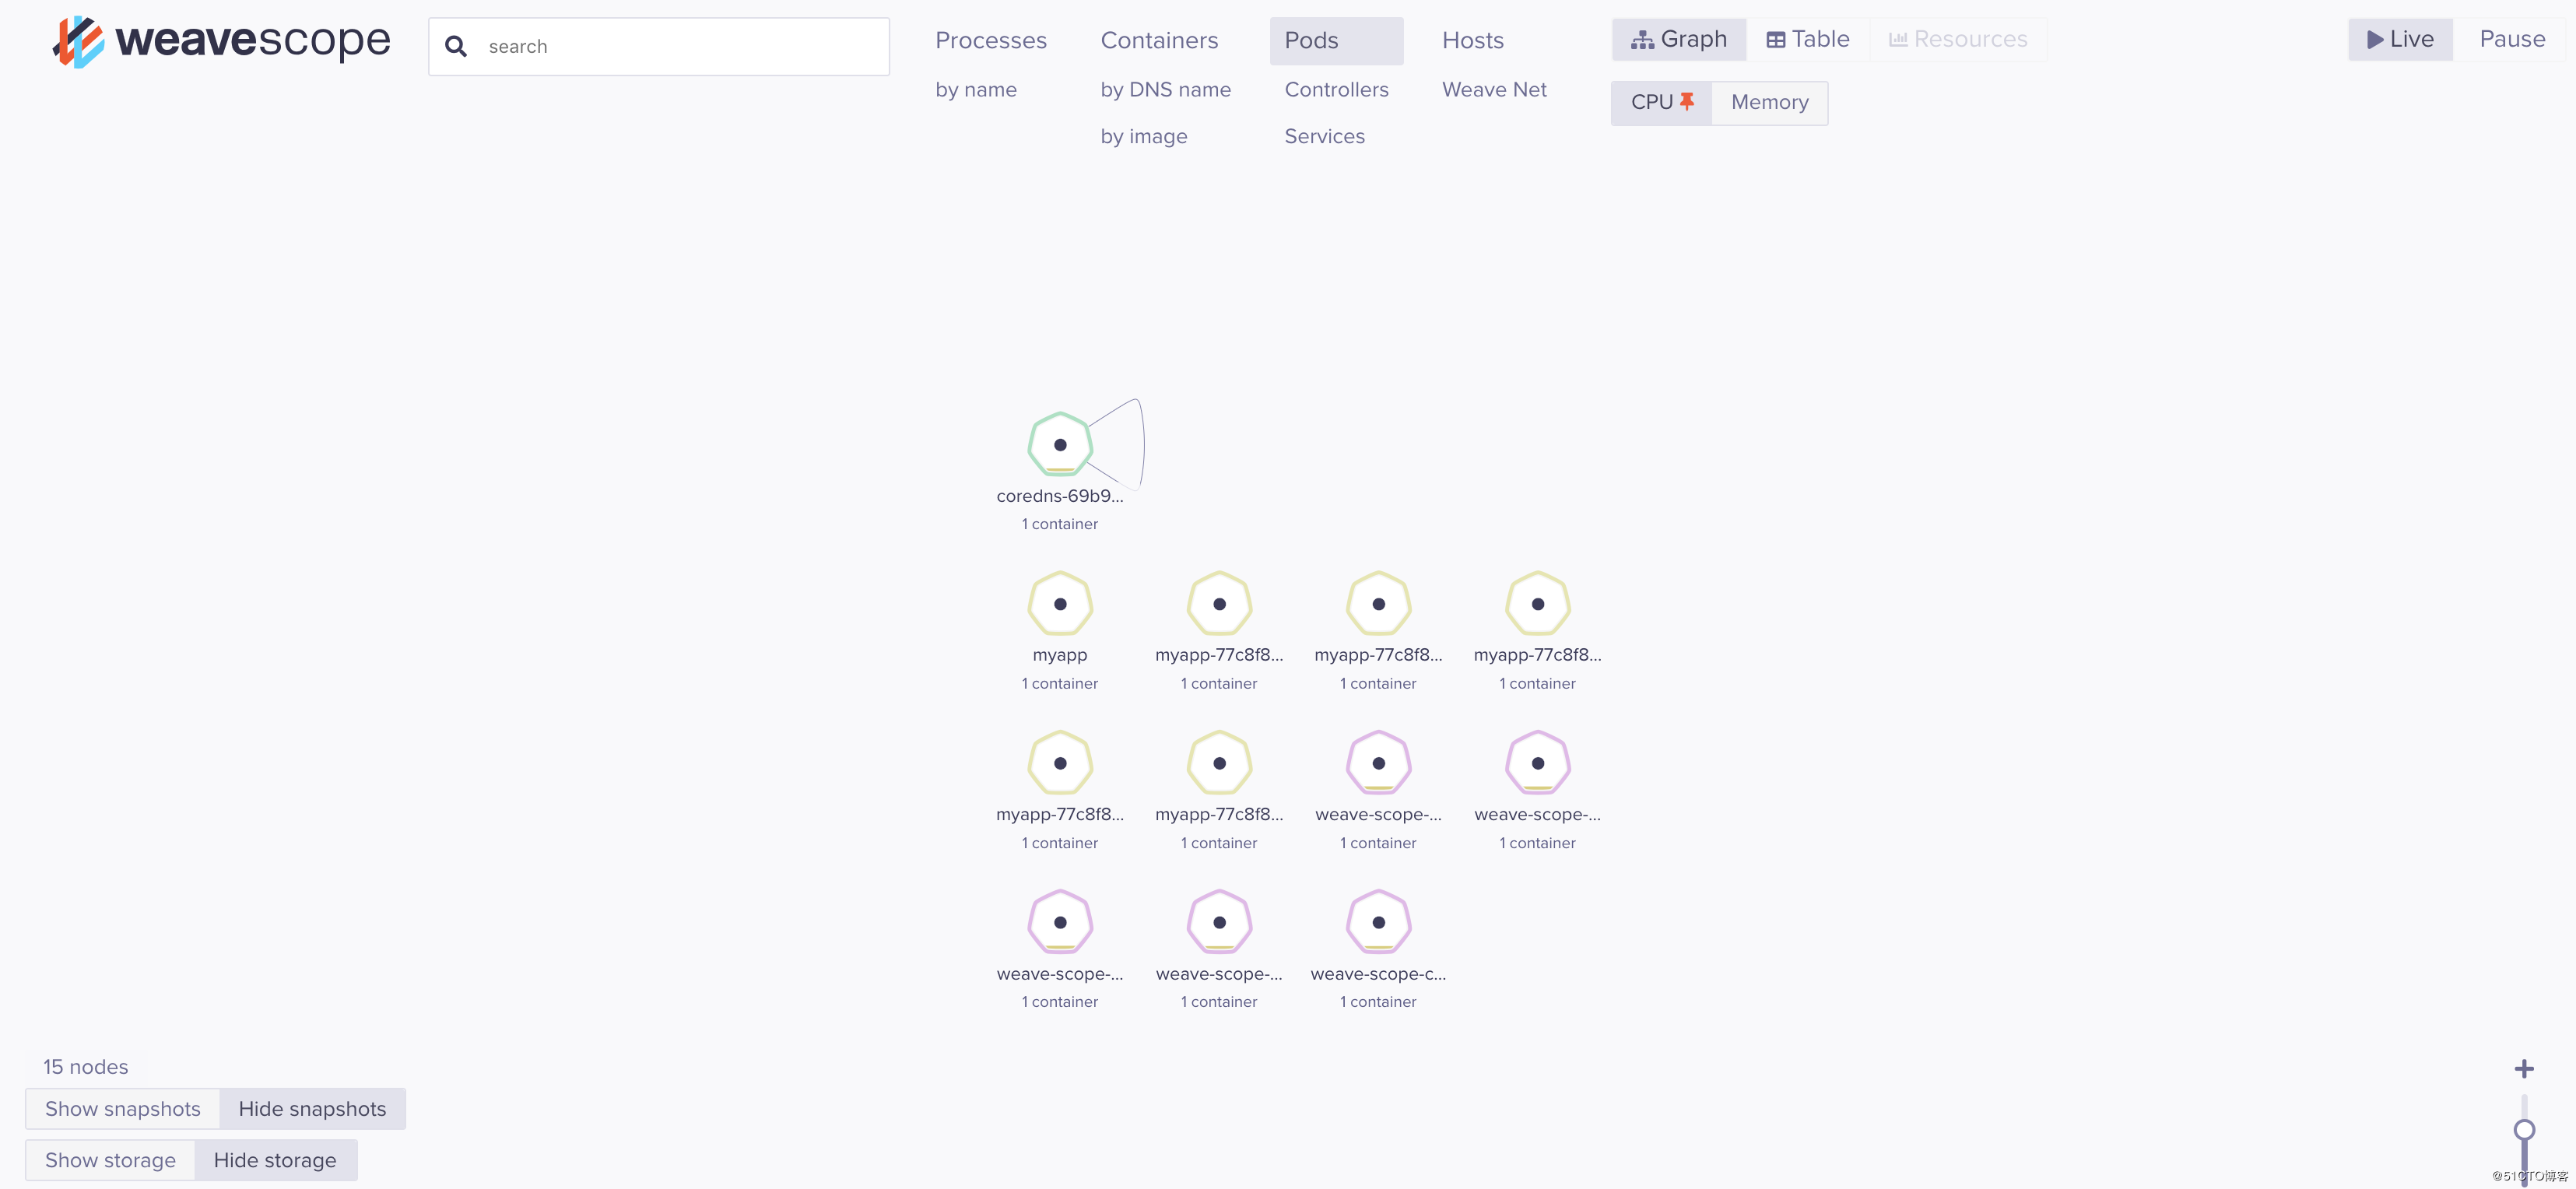 weavescope
search
Processes
by name
Containers
by DNS name
by image
Pods
Controllers
Services
Hosts
Weave Net
Graph
Table
Resources
CPU
Memory
Live
Pause
coredns-69b9...
1 container
myapp
1 container
myapp-77c8f8...
1 container
myapp-77c8f8...
1 container
myapp-77c8f8...
1 container
myapp-77c8f8...
1 container
myapp-77c8f8...
1 container
weave-scope-...
1 container
weave-scope-...
1 container
weave-scope-...
1 container
weave-scope-...
1 container
weave-scope-c...
1 container
15 nodes
Show snapshots
Hide snapshots
Show storage
Hide storage
@51CTO博客